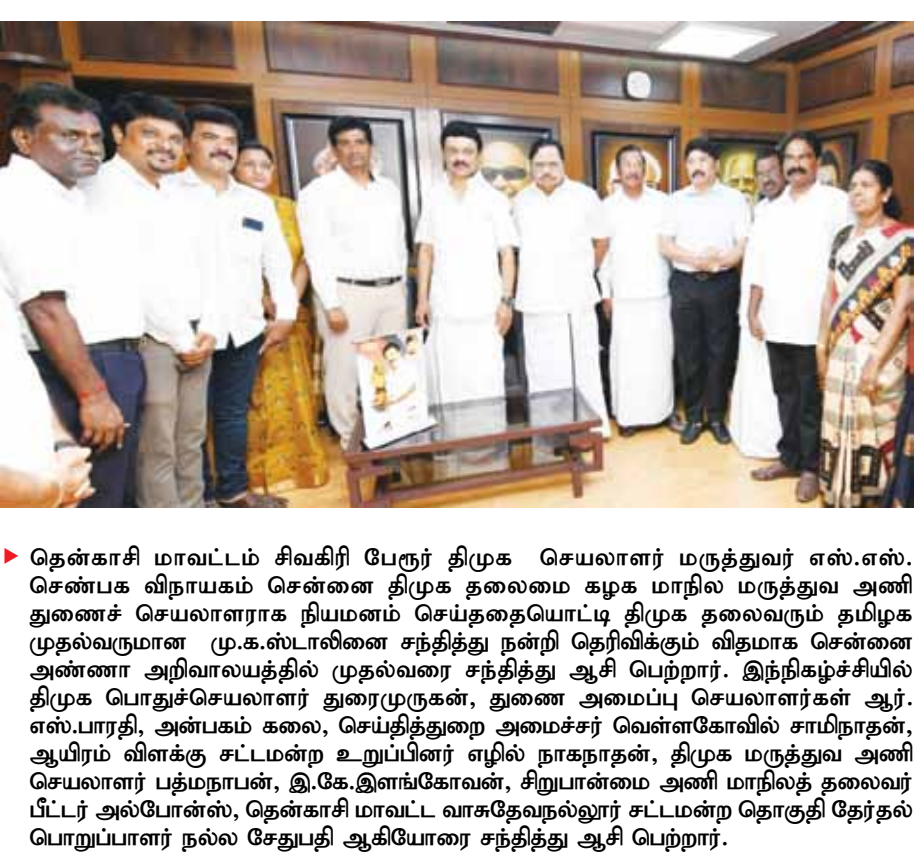 தென்காசி மாவட்டம் சிவகிரி பேரூர் திமுக செயலாளர் மருத்துவர் எஸ்.எஸ்.
செண்பக விநாயகம் சென்னை திமுக தலைமை கழக மாநில மருத்துவ அணி
துணைச் செயலாளராக நியமனம் செய்ததையொட்டி திமுக தலைவரும் தமிழக
முதல்வருமான மு.க.ஸ்டாலினை சந்தித்து நன்றி தெரிவிக்கும் விதமாக சென்னை
அண்ணா அறிவாலயத்தில் முதல்வரை சந்தித்து ஆசி பெற்றார். இந்நிகழ்ச்சியில்
திமுக பொதுச்செயலாளர் துரைமுருகன், துணை அமைப்பு செயலாளர்கள் ஆர்.
எஸ்.பாரதி, அன்பகம் கலை, செய்தித்துறை அமைச்சர் வெள்ளகோவில் சாமிநாதன்,
ஆயிரம் விளக்கு சட்டமன்ற உறுப்பினர் எழில் நாகநாதன், திமுக மருத்துவ அணி
செயலாளர் பத்மநாபன், இ.கே.இளங்கோவன், சிறுபான்மை அணி மாநிலத் தலைவர்
பீட்டர் அல்போன்ஸ், தென்காசி மாவட்ட வாசுதேவநல்லூர் சட்டமன்ற தொகுதி தேர்தல்
பொறுப்பாளர் நல்ல சேதுபதி ஆகியோரை சந்தித்து ஆசி பெற்றார்.